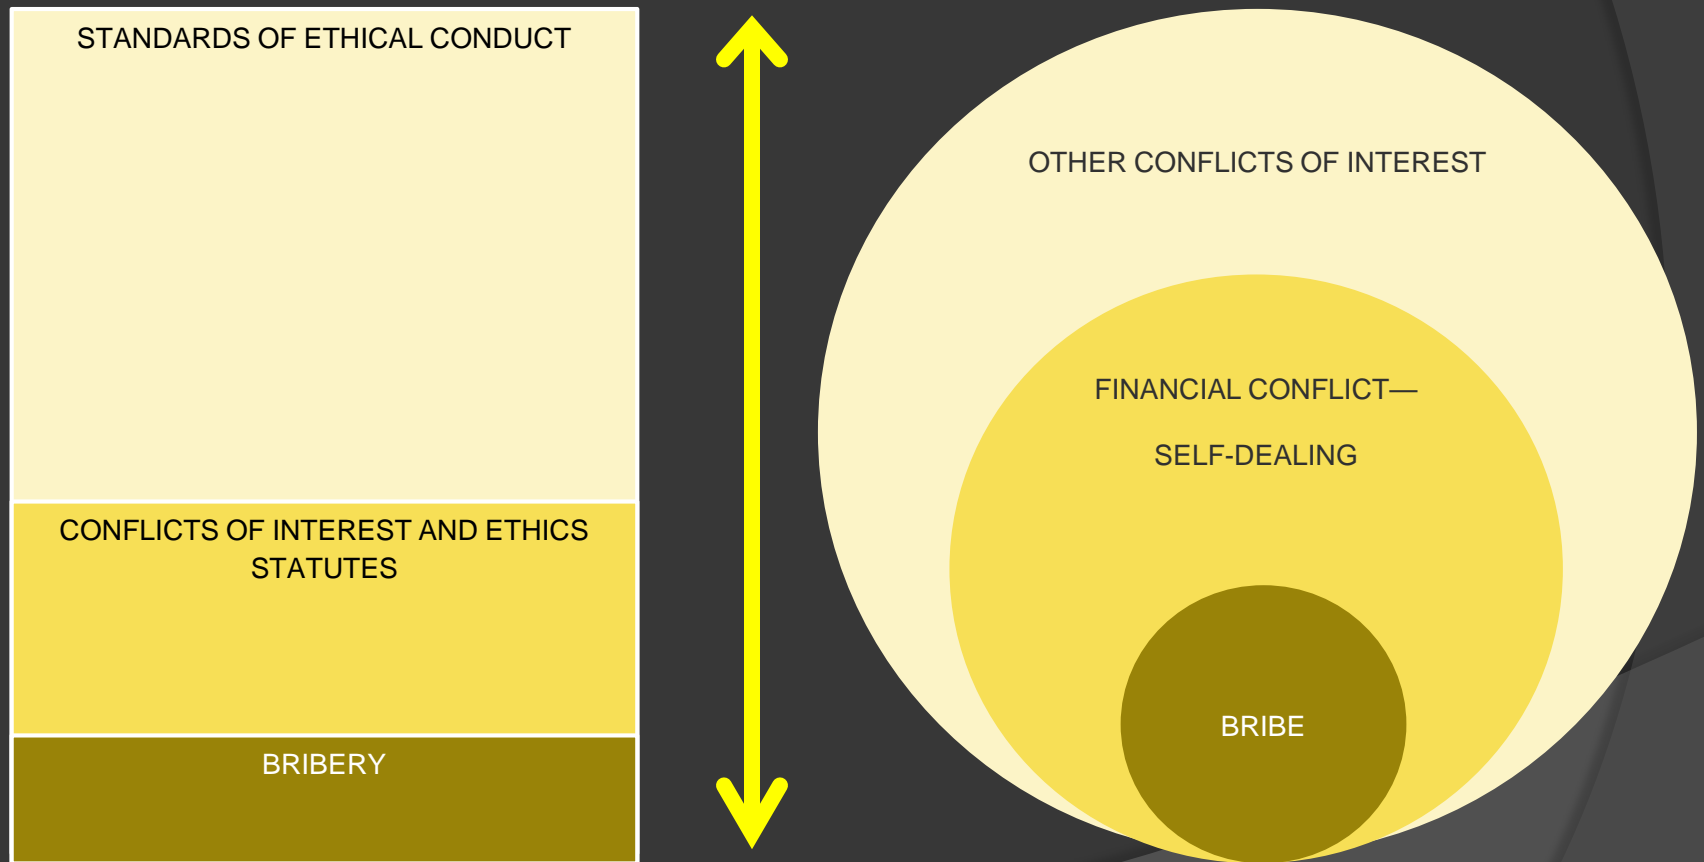 STANDARDS OF ETHICAL CONDUCT
CONFLICTS OF INTEREST AND ETHICS
STATUTES
BRIBERY
OTHER CONFLICTS OF INTEREST
FINANCIAL CONFLICT—
SELF-DEALING
BRIBE